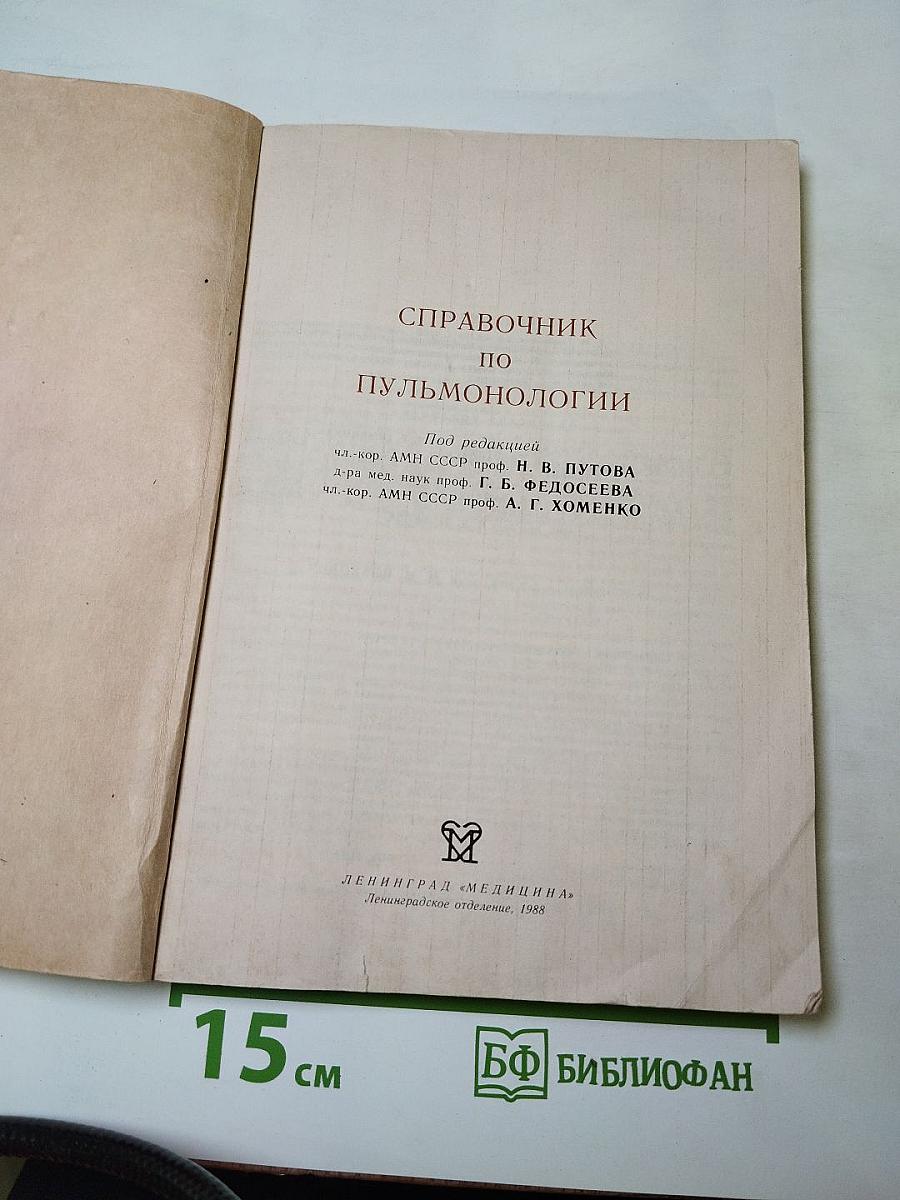 СПРАВОЧНИК
ПО
ПУЛЬМОНОЛОГИИ
Под редакцией
чл.-кор. АМН СССР проф. Н. В. ПУТОВА
д-ра мед. наук проф. Г. Б. ФЕДОСЕЕВА
чл.-кор. АМН СССР проф. А. Г. ХОМЕНКО
М
ЛЕНИНГРАД «МЕДИЦИНА»
Ленинградское отделение, 1988
15 см
БФ БИБЛИОФАН